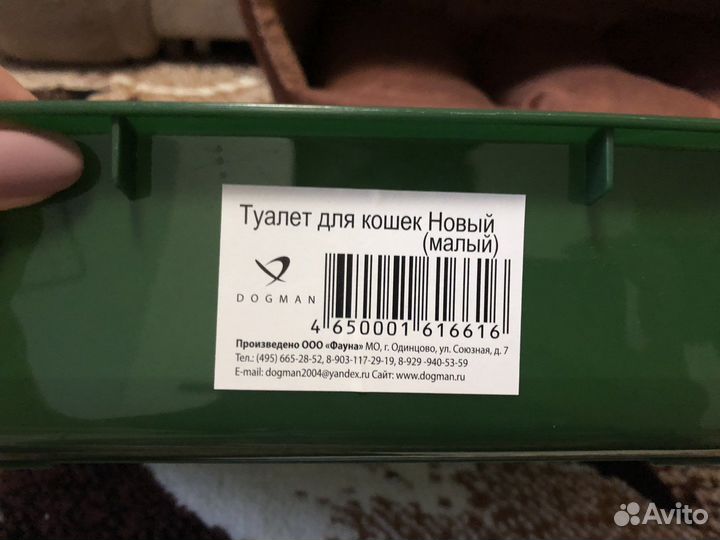 Туалет для кошек Новый
(малый)
DOGMAN
4 650001 616616
Произведено ООО «Фауна» МО, г. Одинцово, ул. Союзная, д. 7
Тел.: (495) 665-28-52, 8-903-117-29-19, 8-929 -940-53-59
E-mail: dogman2004@yandex.ru Сайт: www.dogman.ru
Avito